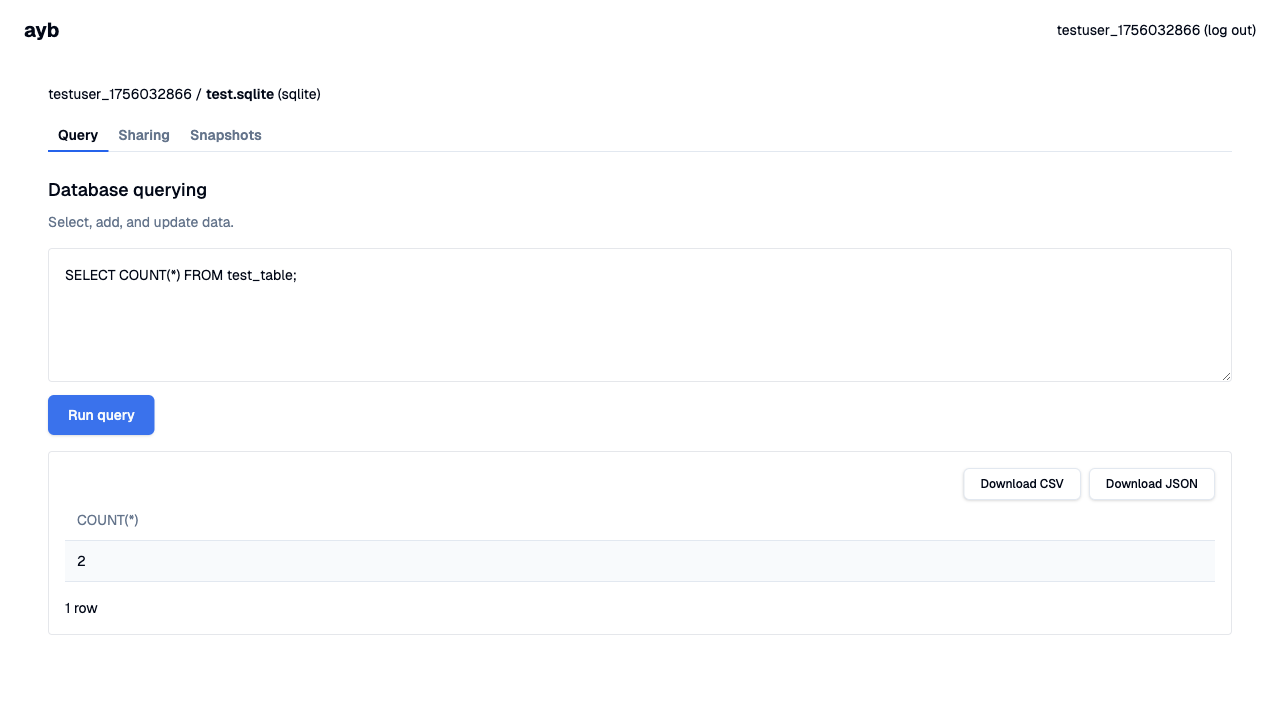 ayb
testuser_1756032866 (log out)
testuser_1756032866 / test.sqlite (sqlite)
Query Sharing Snapshots
Database querying
Select, add, and update data.
SELECT COUNT(*) FROM test_table;
Run query
Download CSV Download JSON
COUNT(*)
2
1 row